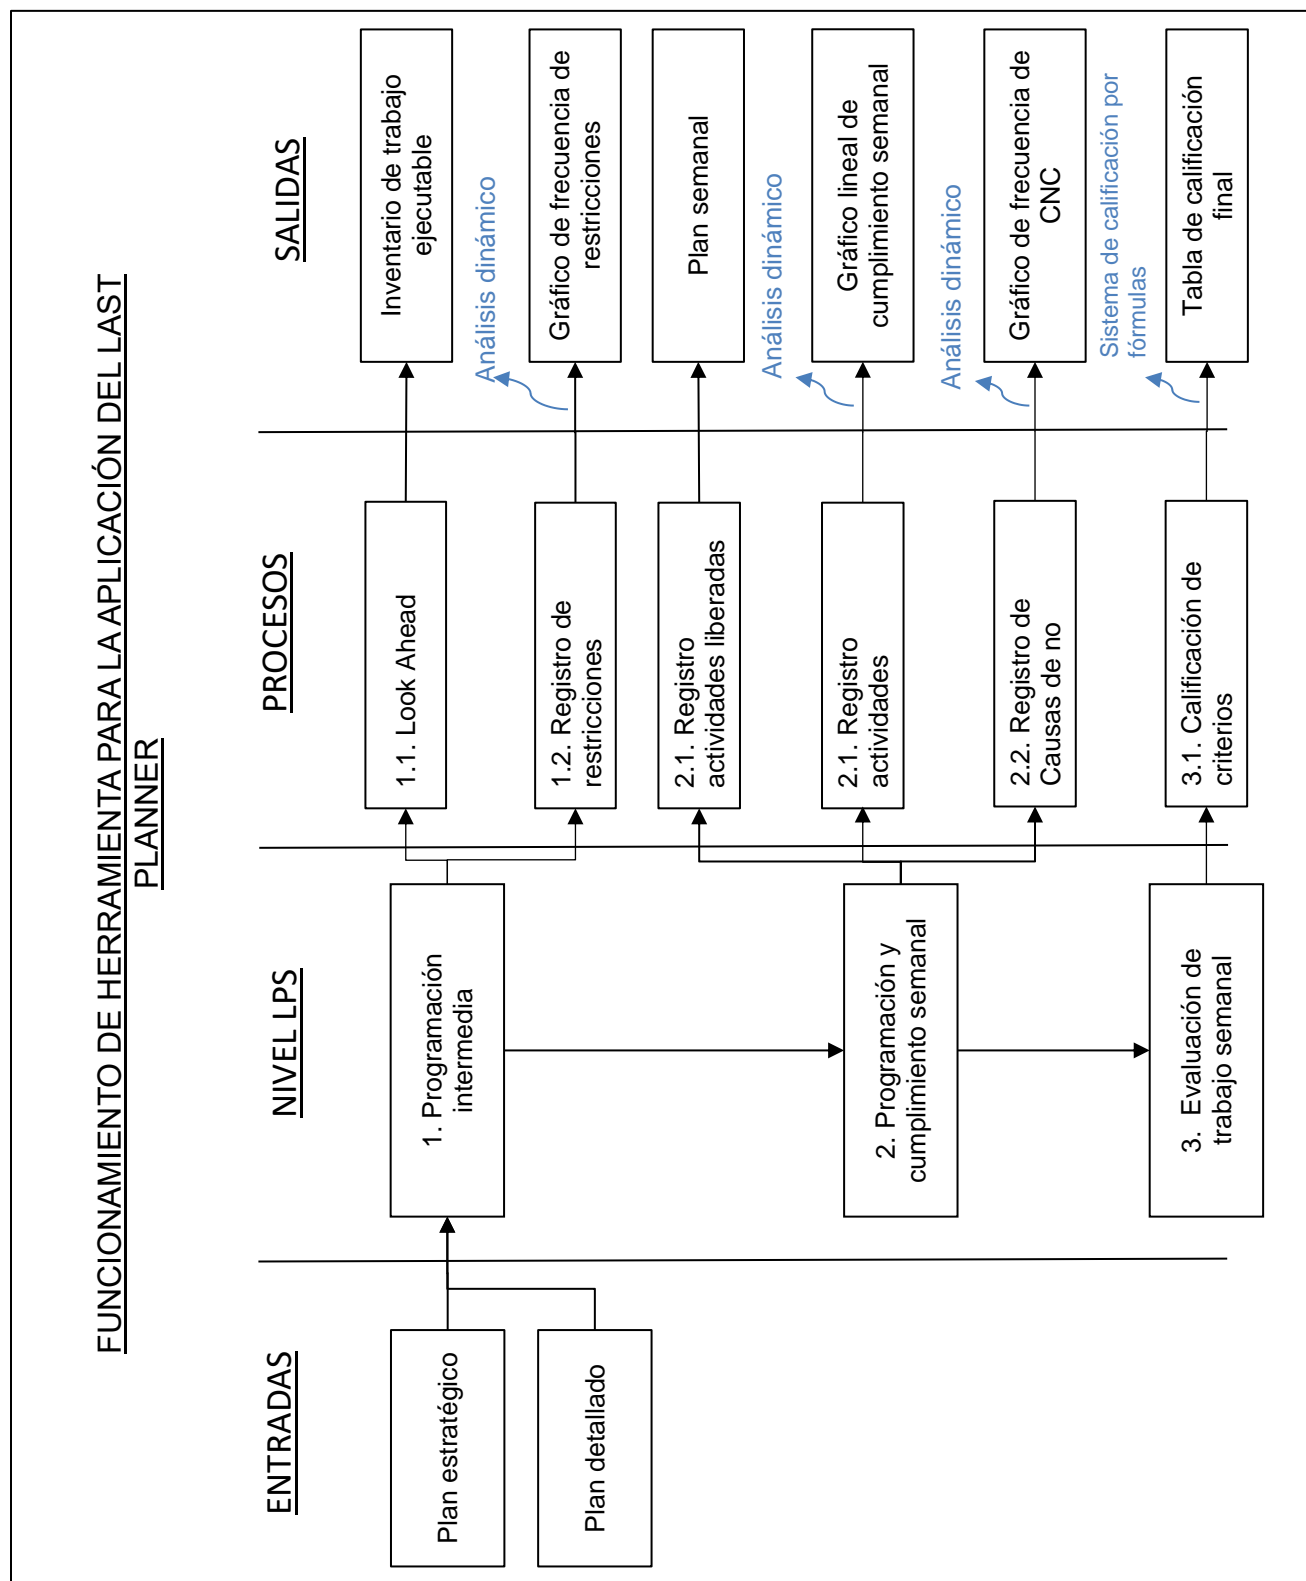 FUNCIONAMIENTO DE HERRAMIENTA PARA LA APLICACIÓN DEL LAST
PLANNER
ENTRADAS
NIVEL LPS
PROCESOS
SALIDAS
Plan estratégico
Plan detallado
1. Programación
intermedia
2. Programación y
cumplimiento semanal
3. Evaluación de
trabajo semanal
1.1. Look Ahead
1.2. Registro de
restricciones
2.1. Registro
actividades liberadas
2.1. Registro
actividades
2.2. Registro de
Causas de no
3.1. Calificación de
criterios
Inventario de trabajo
ejecutable
Análisis dinámico
Gráfico de frecuencia de
restricciones
Plan semanal
Análisis dinámico
Gráfico lineal de
cumplimiento semanal
Análisis dinámico
Gráfico de frecuencia de
CNC
Sistema de calificación por
fórmulas
Tabla de calificación
final